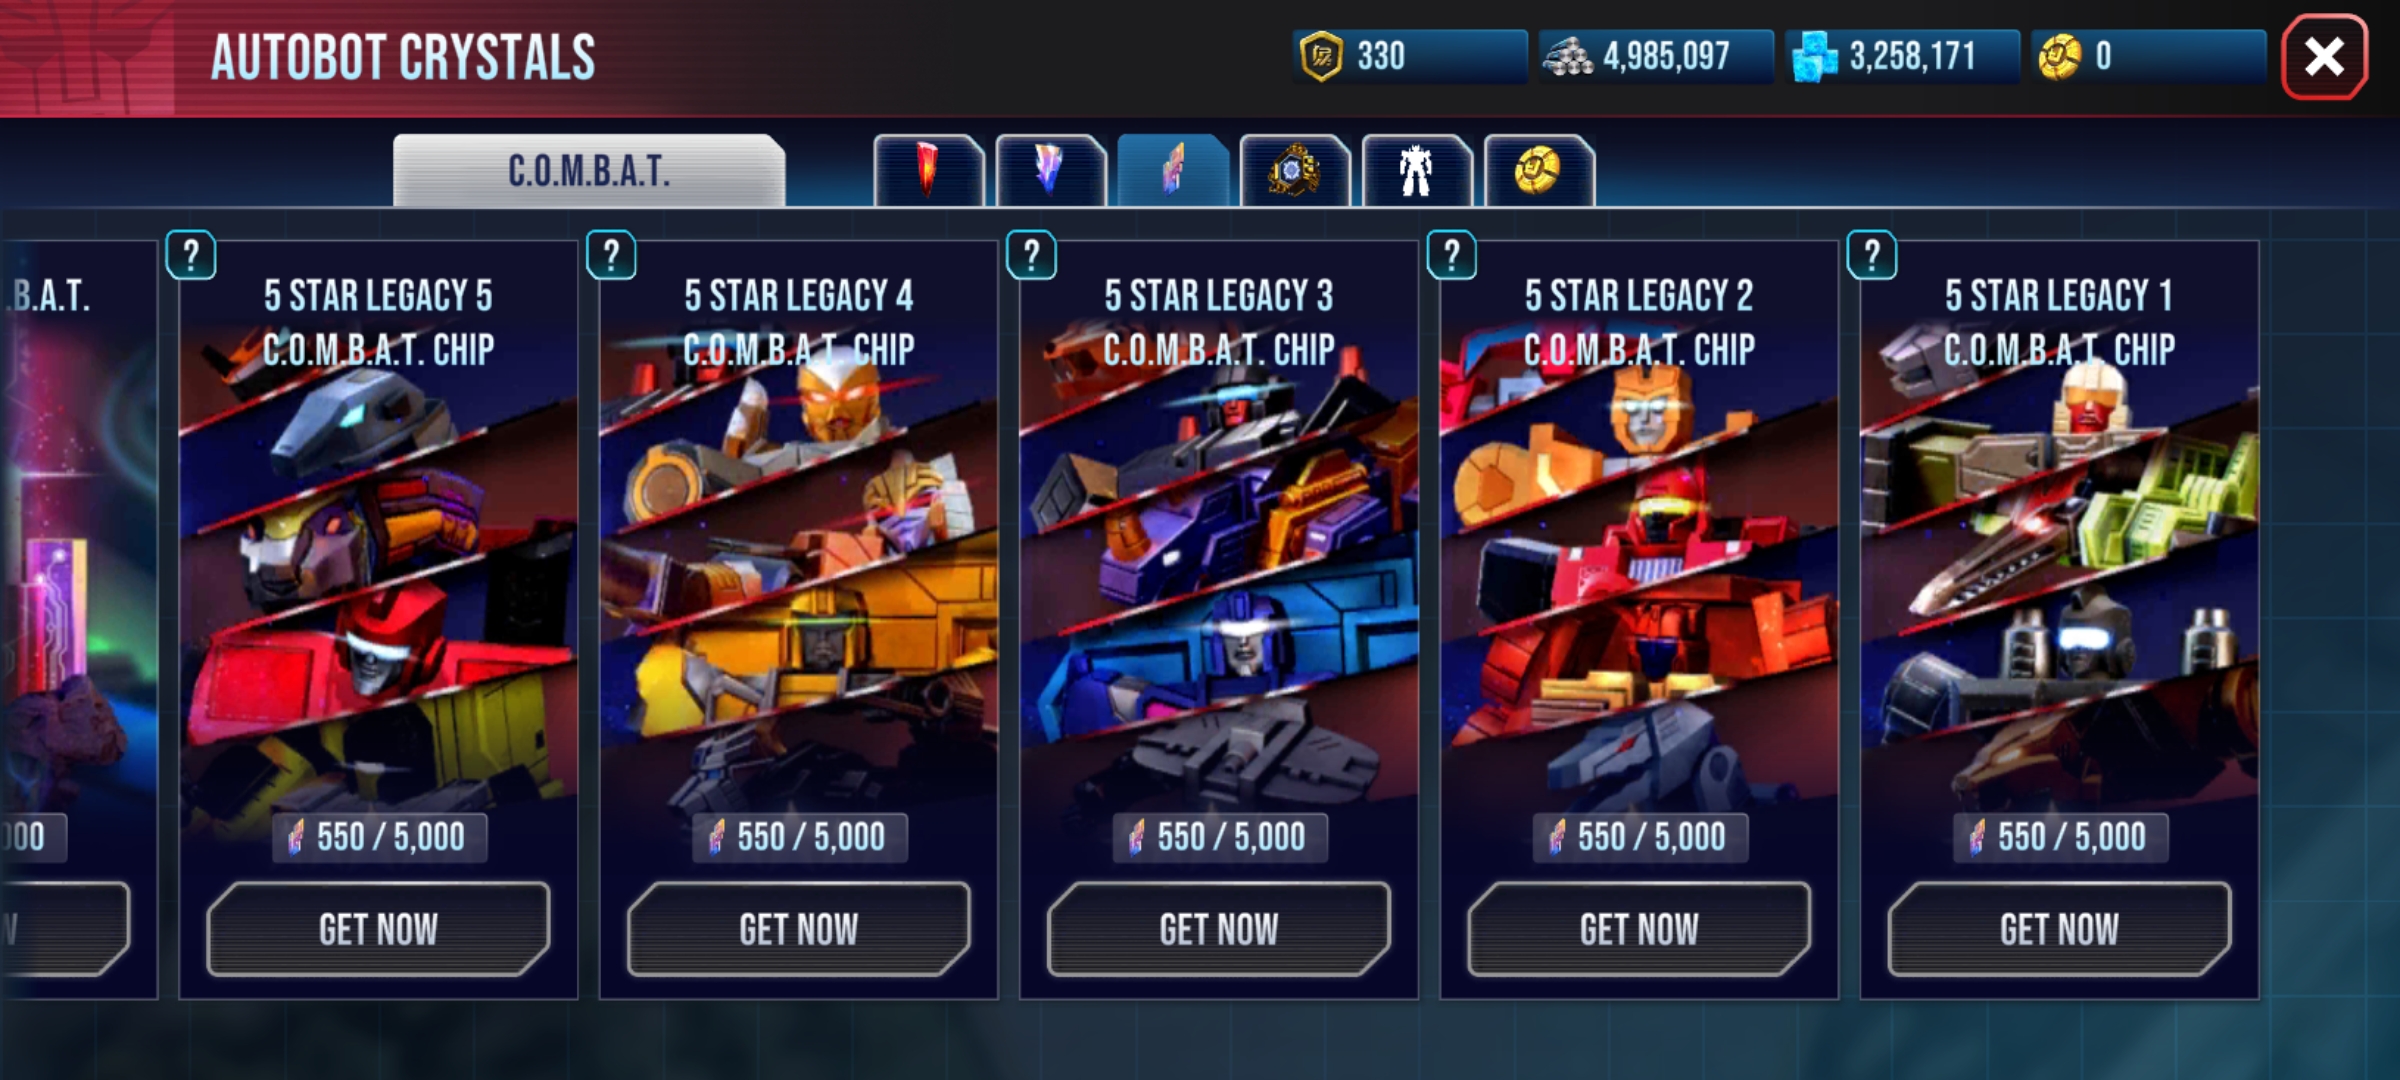 AUTOBOT CRYSTALS
330
4,985,097
3,258,171
0
C.O.M.B.A.T.
.B.A.T.
? 5 STAR LEGACY 5
C.O.M.B.A.T. CHIP
550 / 5,000
GET NOW
? 5 STAR LEGACY 4
C.O.M.B.A.T. CHIP
550 / 5,000
GET NOW
? 5 STAR LEGACY 3
C.O.M.B.A.T. CHIP
550 / 5,000
GET NOW
? 5 STAR LEGACY 2
C.O.M.B.A.T. CHIP
550 / 5,000
GET NOW
? 5 STAR LEGACY 1
C.O.M.B.A.T. CHIP
550 / 5,000
GET NOW